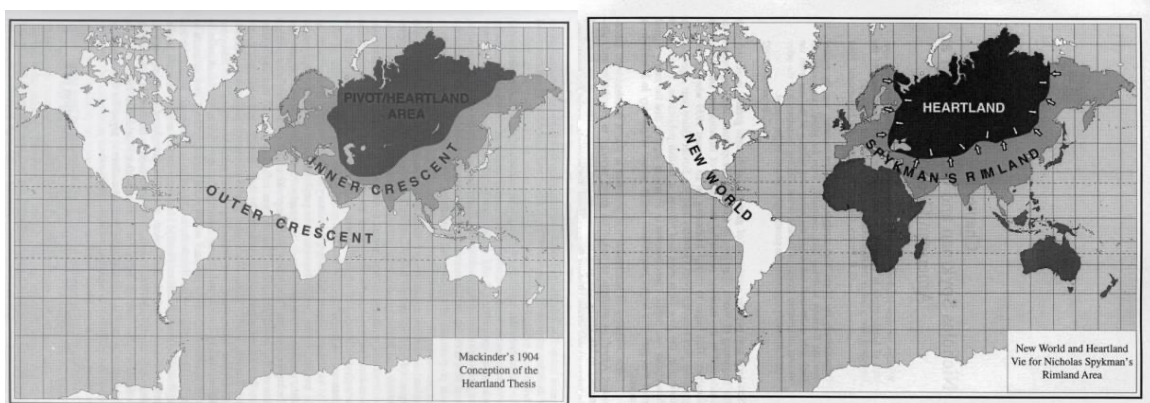 PIVOT/HEARTLAND
AREA
INNER CRESCENT
OUTER CRESCENT
Mackinder's 1904
Conception of the
Heartland Thesis
HEARTLAND
SPYKMAN'S RIMLAND
NEW WORLD
New World and Heartland
Vie for Nicholas Spykman's
Rimland Area